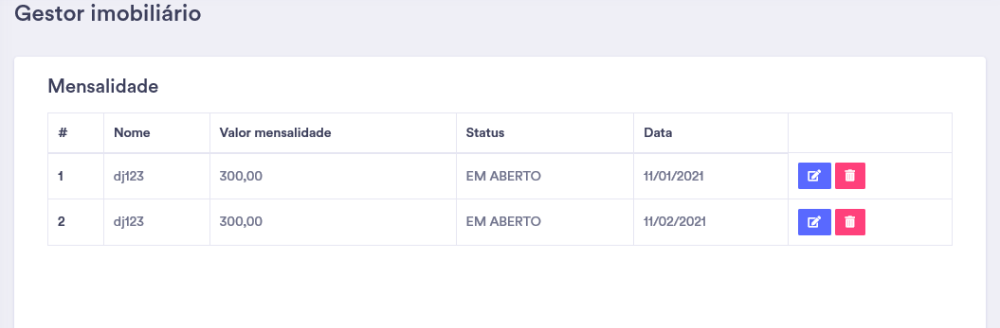 Gestor imobiliário
Mensalidade
# Nome Valor mensalidade Status Data
1 dj123 300,00 EM ABERTO 11/01/2021
2 dj123 300,00 EM ABERTO 11/02/2021